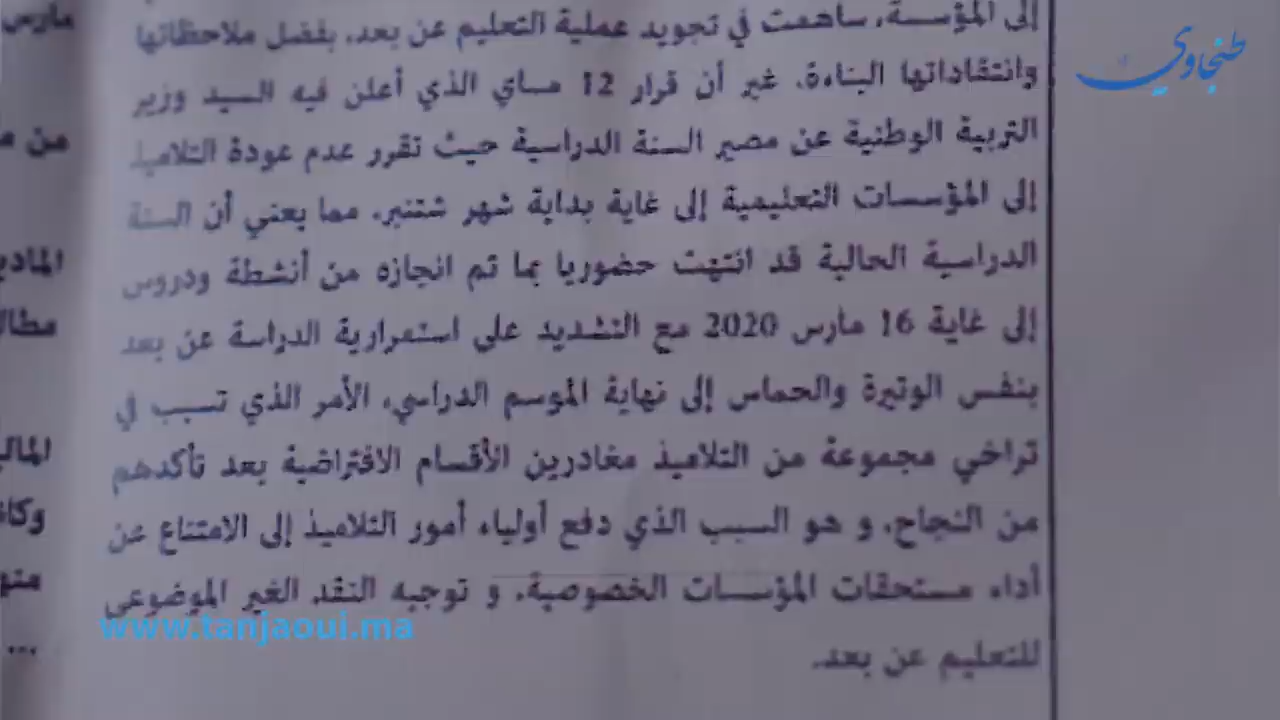 إلى المؤسسة، ساهمت في تجويد عملية التعليم عن بعد، بفضل ملاحظاتها
وانتقاداتها البناءة، غير أن قرار 12 ماي الذي أعلن فيه السيد وزير
التربية الوطنية عن مصير السنة الدراسية حيث تقرر عدم عودة التلاميذ
إلى المؤسسات التعليمية إلى غاية بداية شهر شتنبر، مما يعني أن السنة
الدراسية الحالية قد انتهت حضوريا بما تم انجازه من أنشطة ودروس
إلى غاية 16 مارس 2020 مع التشديد على استمرارية الدراسة عن بعد
بنفس الوتيرة والحماس إلى نهاية الموسم الدراسي، الأمر الذي تسبب في
تراخي مجموعة من التلاميذ مغادرين الأقسام الافتراضية بعد تأكدهم
من النجاح، و هو السبب الذي دفع أولياء أمور التلاميذ إلى الامتناع عن
أداء مستحقات المؤسسات الخصوصية، و توجيه النقد الغير الموضوعي
للتعليم عن بعد.
مارس
من
...
طنجاوي
www.tanjaoui.ma